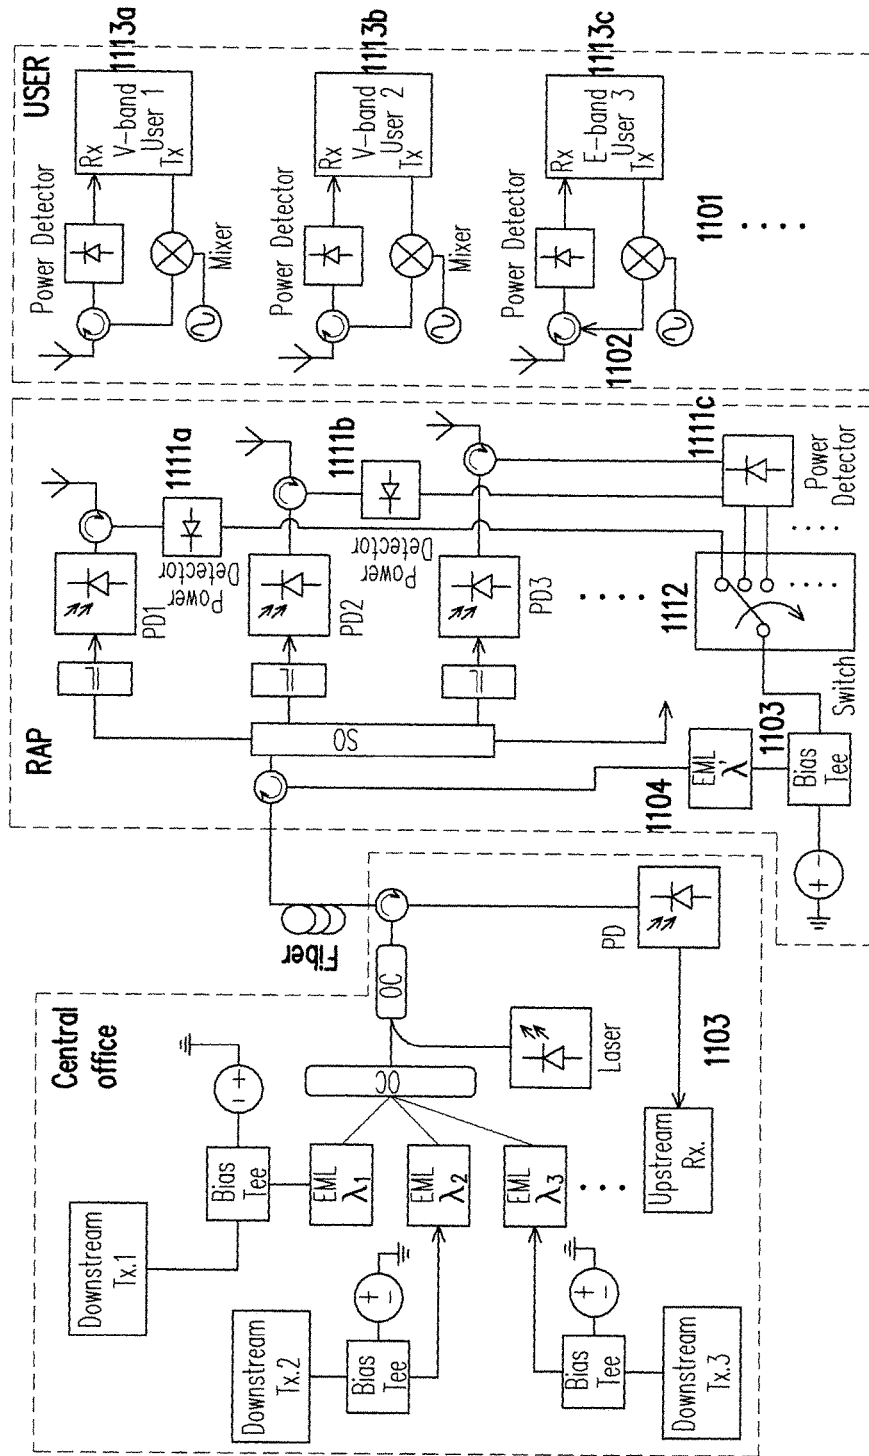 USER
1113a
Power Detector
Rx
V-band
User 1
Tx
Mixer
1113b
Power Detector
Rx
V-band
User 2
Tx
Mixer
1113c
Power Detector
Rx
E-band
User 3
Tx
1102
1101
RAP
1111a
Power
Detector
PD1
1111b
Power
Detector
PD2
1111c
Power
Detector
PD3
SO
1112
Switch
1103
1104
EML
λ'
Bias
Tee
+ -
Central
office
Fiber
OC
OC
Laser
PD
1103
Upstream
Rx.
Downstream
Tx.1
Bias
Tee
+ -
EML
λ1
Downstream
Tx.2
Bias
Tee
+ -
EML
λ2
Downstream
Tx.3
Bias
Tee
+ -
EML
λ3